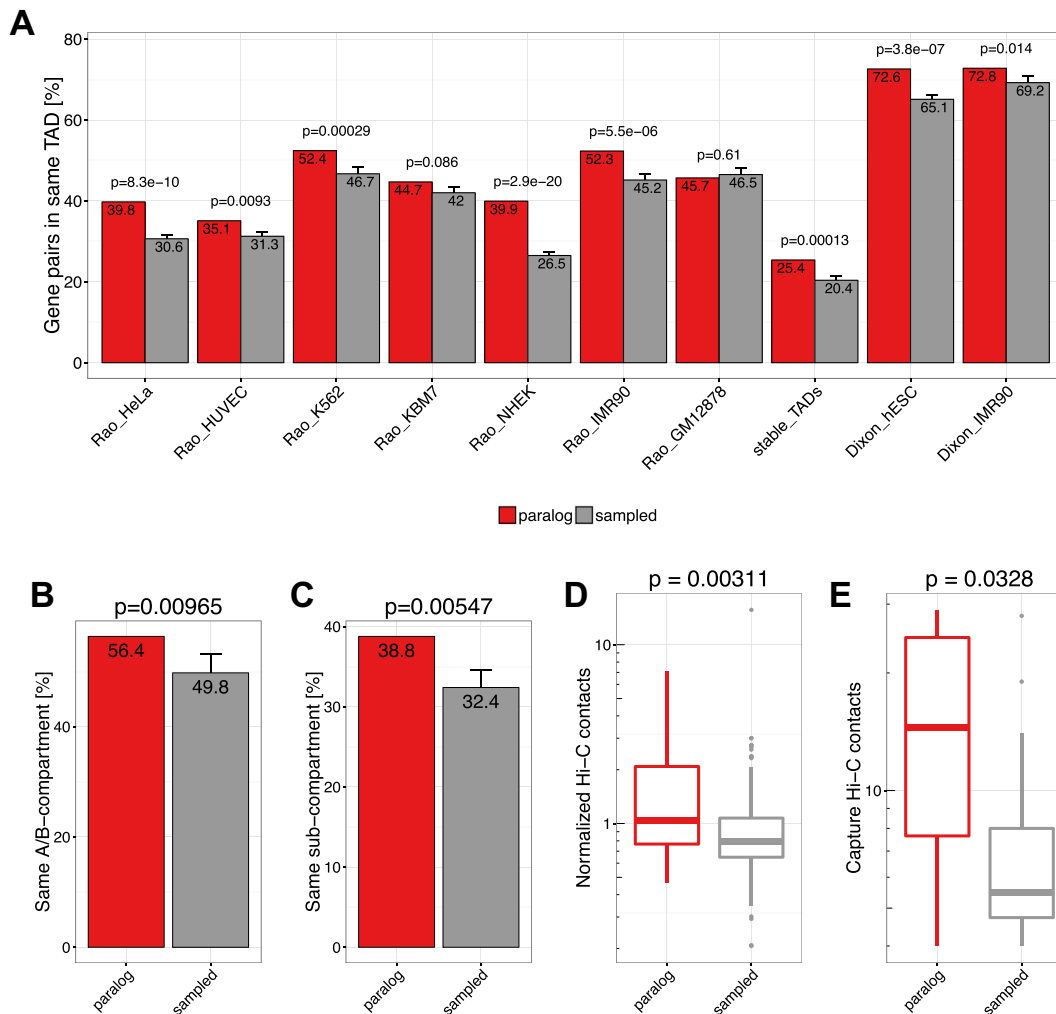 A
Gene pairs in same TAD [%]
80
60
40
20
0
p=8.3e−10
p=0.0093
p=0.00029
p=0.086
p=2.9e−20
p=5.5e−06
p=0.61
p=0.00013
p=3.8e−07
p=0.014
39.8
30.6
35.1
31.3
52.4
46.7
44.7
42
39.9
26.5
52.3
45.2
45.7
46.5
25.4
20.4
72.6
65.1
72.8
69.2
Rao_HeLa
Rao_HUVEC
Rao_K562
Rao_KBM7
Rao_NHEK
Rao_IMR90
Rao_GM12878
stable_TADs
Dixon_hESC
Dixon_IMR90
paralog
sampled
B
p=0.00965
Same A/B−compartment [%]
40
20
0
56.4
49.8
paralog
sampled
C
p=0.00547
Same sub−compartment [%]
40
30
20
10
0
38.8
32.4
paralog
sampled
D
p = 0.00311
Normalized Hi−C contacts
10
1
paralog
sampled
E
p = 0.0328
Capture Hi−C contacts
10
paralog
sampled